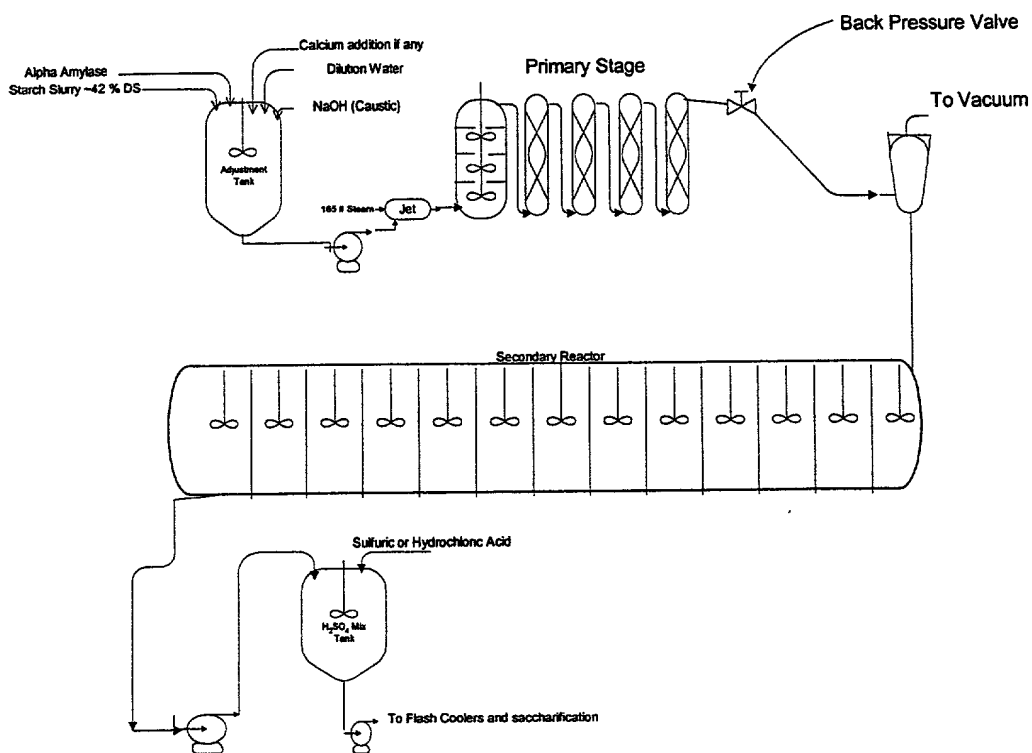 Back Pressure Valve
Calcium addition if any
Alpha Amylase
Dilution Water
Primary Stage
Starch Slurry ~42 % DS
NaOH (Caustic)
To Vacuum
Adjustment
Tank
165 # Steam
Jet
Secondary Reactor
Sulfuric or Hydrochloric Acid
H₂SO₄ Mix
Tank
To Flash Coolers and saccharification